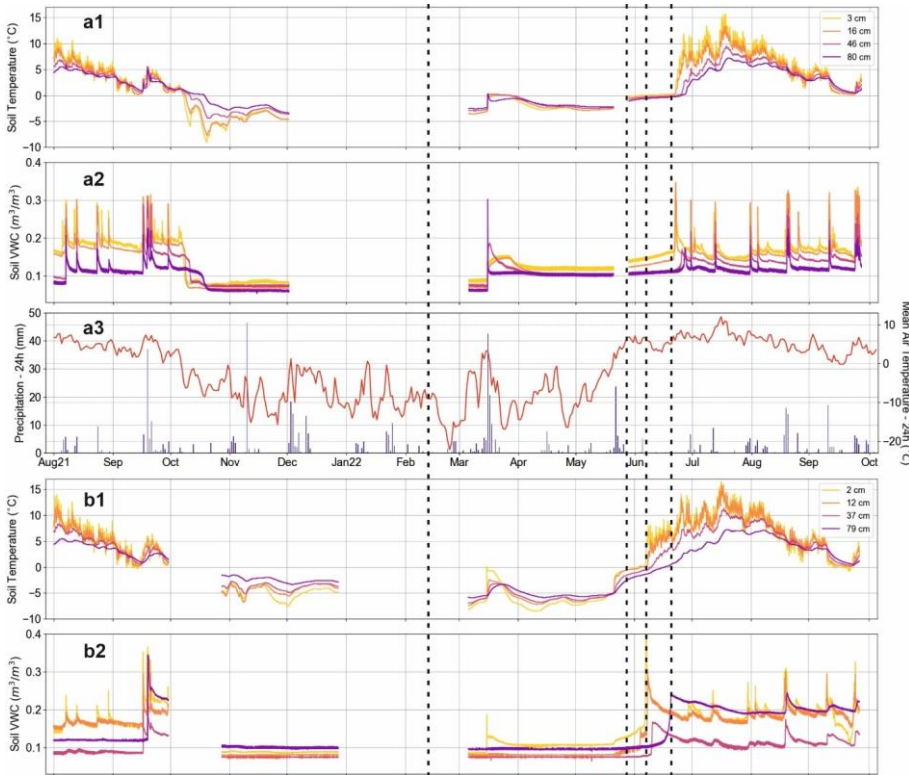 a1
Soil Temperature (°C)
15
10
5
0
−5
−10
3 cm
16 cm
46 cm
80 cm
a2
Soil VWC (m³/m³)
0.4
0.3
0.2
0.1
a3
Precipitation - 24h (mm)
50
40
30
20
10
0
Mean Air Temperature - 24h (°C)
10
0
−10
−20
Aug21 Sep Oct Nov Dec Jan22 Feb Mar Apr May Jun Jul Aug Sep Oct
b1
Soil Temperature (°C)
15
10
5
0
−5
−10
2 cm
12 cm
37 cm
79 cm
b2
Soil VWC (m³/m³)
0.4
0.3
0.2
0.1